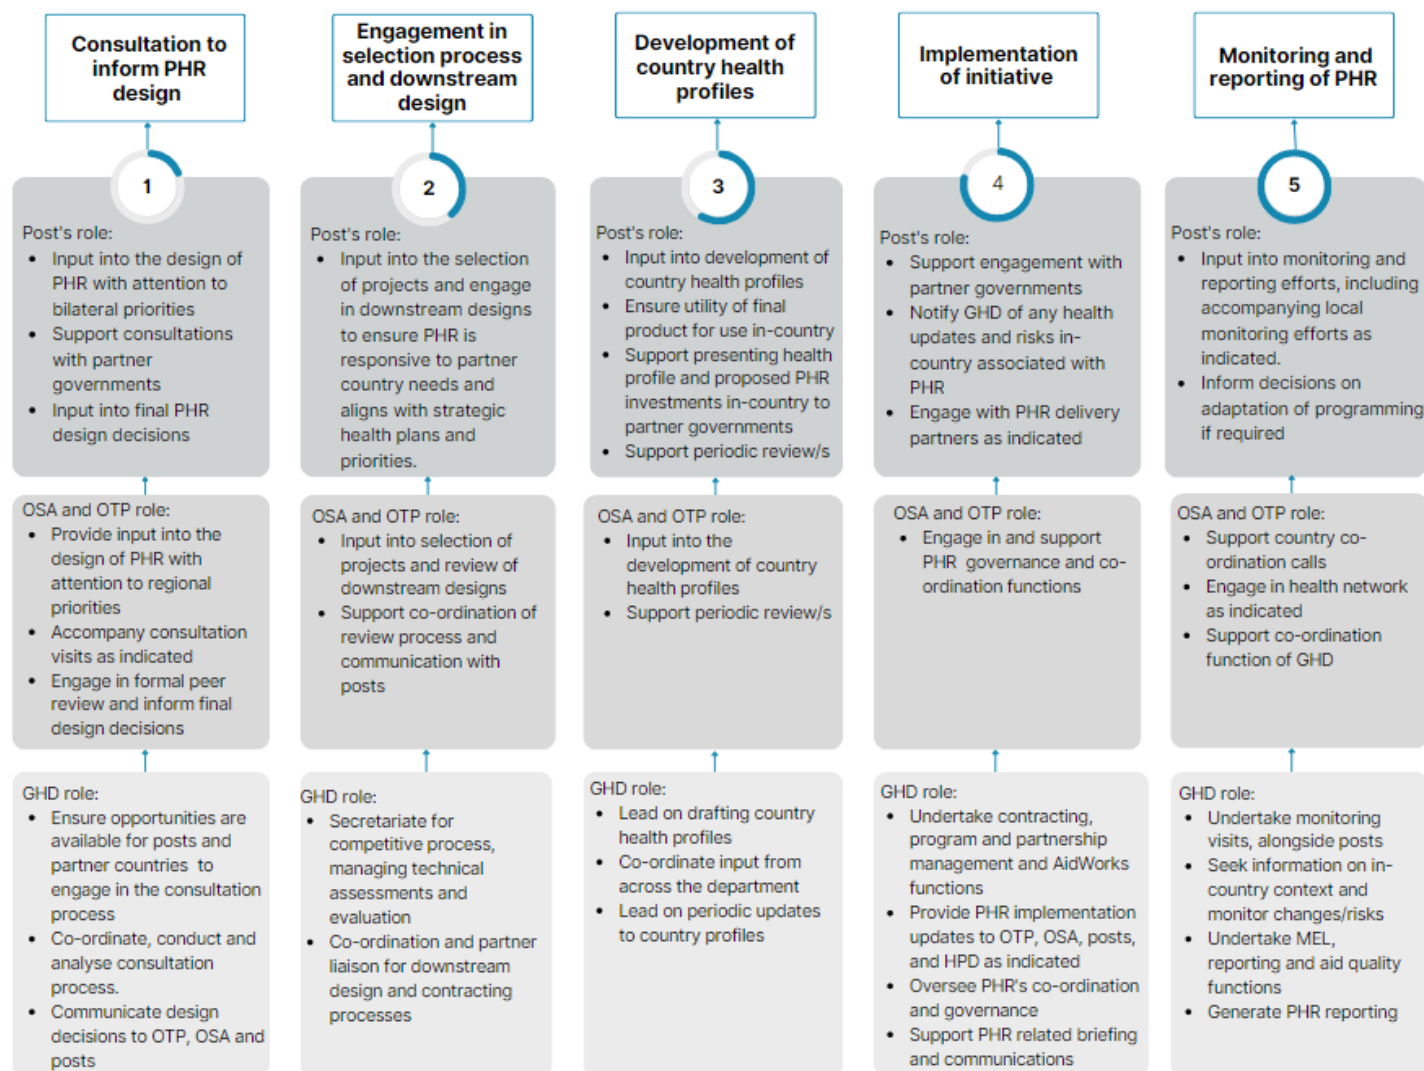 Consultation to
inform PHR
design
Engagement in
selection process
and downstream
design
Development of
country health
profiles
Implementation
of initiative
Monitoring and
reporting of PHR
1
2
3
4
5
Post's role:
• Input into the design of
PHR with attention to
bilateral priorities
• Support consultations
with partner
governments
• Input into final PHR
design decisions
Post's role:
• Input into the selection
of projects and engage
in downstream designs
to ensure PHR is
responsive to partner
country needs and
aligns with strategic
health plans and
priorities.
Post's role:
• Input into development of
country health profiles
• Ensure utility of final
product for use in-country
• Support presenting health
profile and proposed PHR
investments in-country to
partner governments
• Support periodic review/s
Post's role:
• Support engagement with
partner governments
• Notify GHD of any health
updates and risks in-
country associated with
PHR
• Engage with PHR delivery
partners as indicated
Post's role:
• Input into monitoring and
reporting efforts, including
accompanying local
monitoring efforts as
indicated.
• Inform decisions on
adaptation of programming
if required
OSA and OTP role:
• Provide input into the
design of PHR with
attention to regional
priorities
• Accompany consultation
visits as indicated
• Engage in formal peer
review and inform final
design decisions
OSA and OTP role:
• Input into selection of
projects and review of
downstream designs
• Support co-ordination of
review process and
communication with
posts
OSA and OTP role:
• Input into the
development of country
health profiles
• Support periodic review/s
OSA and OTP role:
• Engage in and support
PHR governance and co-
ordination functions
OSA and OTP role:
• Support country co-
ordination calls
• Engage in health network
as indicated
• Support co-ordination
function of GHD
GHD role:
• Ensure opportunities are
available for posts and
partner countries to
engage in the consultation
process
• Co-ordinate, conduct and
analyse consultation
process.
• Communicate design
decisions to OTP, OSA and
posts
GHD role:
• Secretariate for
competitive process,
managing technical
assessments and
evaluation
• Co-ordination and partner
liaison for downstream
design and contracting
processes
GHD role:
• Lead on drafting country
health profiles
• Co-ordinate input from
across the department
• Lead on periodic updates
to country profiles
GHD role:
• Undertake contracting,
program and partnership
management and AidWorks
functions
• Provide PHR implementation
updates to OTP, OSA, posts,
and HPD as indicated
• Oversee PHR's co-ordination
and governance
• Support PHR related briefing
and communications
GHD role:
• Undertake monitoring
visits, alongside posts
• Seek information on in-
country context and
monitor changes/risks
• Undertake MEL,
reporting and aid quality
functions
• Generate PHR reporting